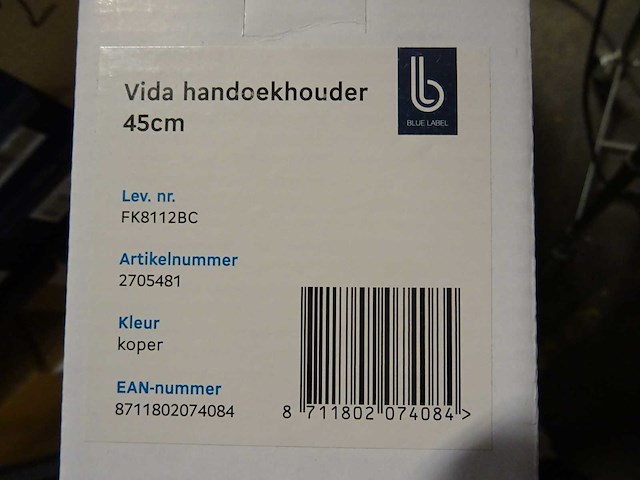 Vida handoekhouder
45cm
BLUE LABEL
Lev. nr.
FK8112BC
Artikelnummer
2705481
Kleur
koper
EAN-nummer
8711802074084
8 711802 074084 >